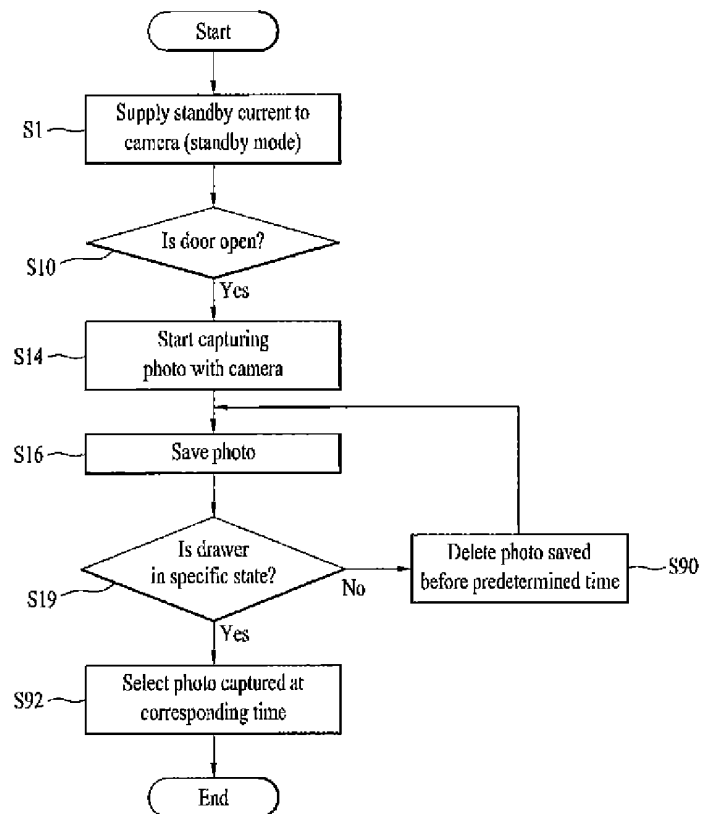 Start
S1
Supply standby current to
camera (standby mode)
Is door open?
S10
Yes
S14
Start capturing
photo with camera
S16
Save photo
Is drawer
in specific state?
S19
No
Delete photo saved
before predetermined time
S90
Yes
S92
Select photo captured at
corresponding time
End